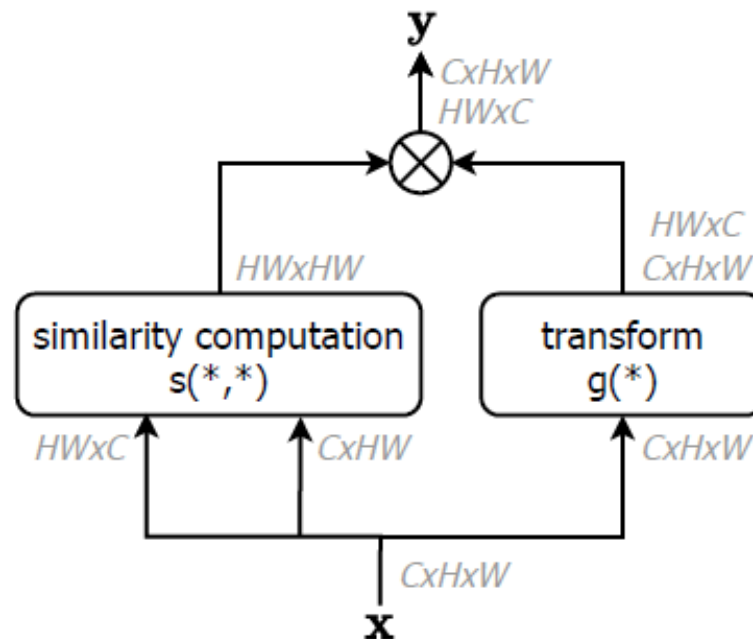 y
CxHxW
HWxC
HWxC
HWxHW
CxHxW
similarity computation
s(*,*)
transform
g(*)
HWxC
CxHW
CxHxW
CxHxW
x